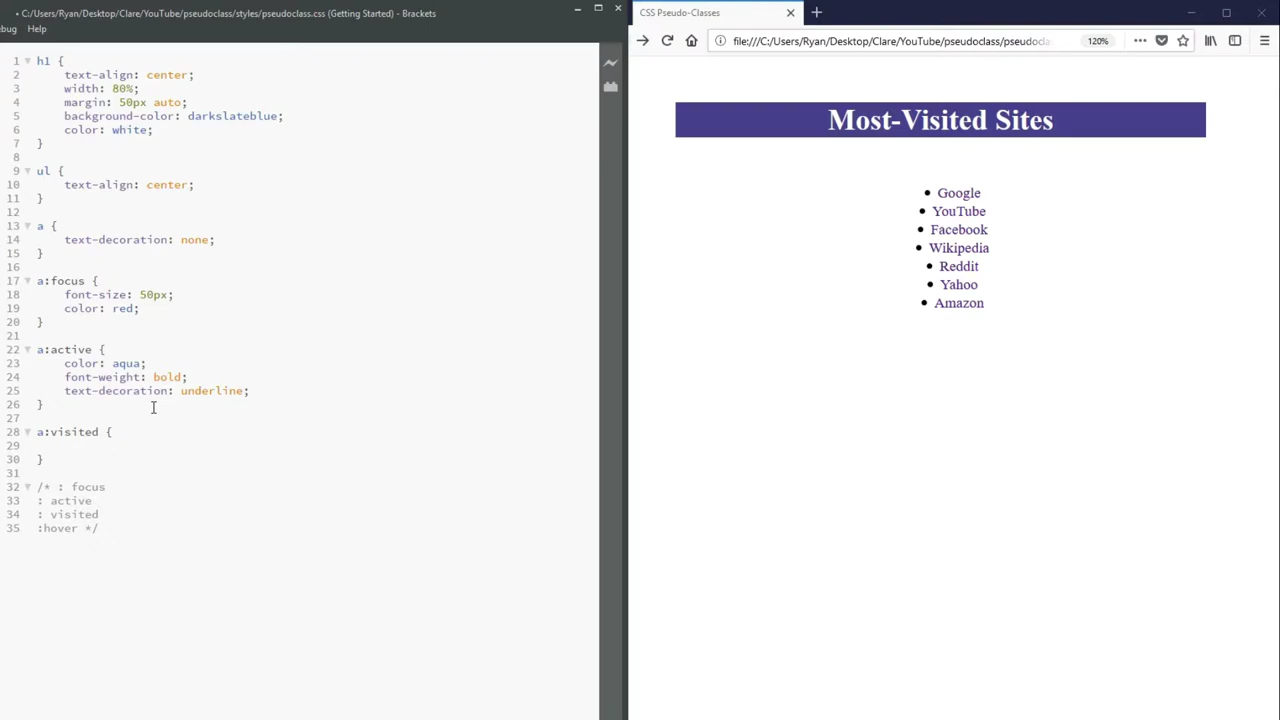 • C:/Users/Ryan/Desktop/Clare/YouTube/pseudoclass/styles/pseudoclass.css (Getting Started) - Brackets
ebug Help
1 h1 {
2 text-align: center;
3 width: 80%;
4 margin: 50px auto;
5 background-color: darkslateblue;
6 color: white;
7 }
8
9 ul {
10 text-align: center;
11 }
12
13 a {
14 text-decoration: none;
15 }
16
17 a:focus {
18 font-size: 50px;
19 color: red;
20 }
21
22 a:active {
23 color: aqua;
24 font-weight: bold;
25 text-decoration: underline;
26 }
27
28 a:visited {
29
30 }
31
32 /* : focus
33 : active
34 : visited
35 :hover */
CSS Pseudo-Classes
file:///C:/Users/Ryan/Desktop/Clare/YouTube/pseudoclass/pseudocla
120%
Most-Visited Sites
• Google
• YouTube
• Facebook
• Wikipedia
• Reddit
• Yahoo
• Amazon